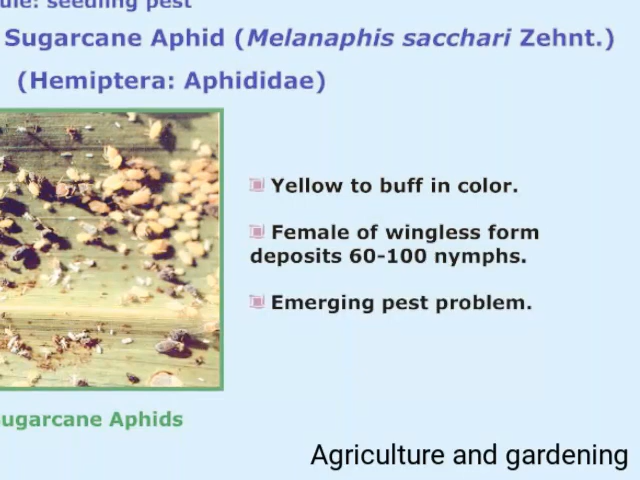 seedling pest
Sugarcane Aphid (Melanaphis sacchari Zehnt.)
(Hemiptera: Aphididae)
Yellow to buff in color.
Female of wingless form
deposits 60-100 nymphs.
Emerging pest problem.
ugarcane Aphids
Agriculture and gardening